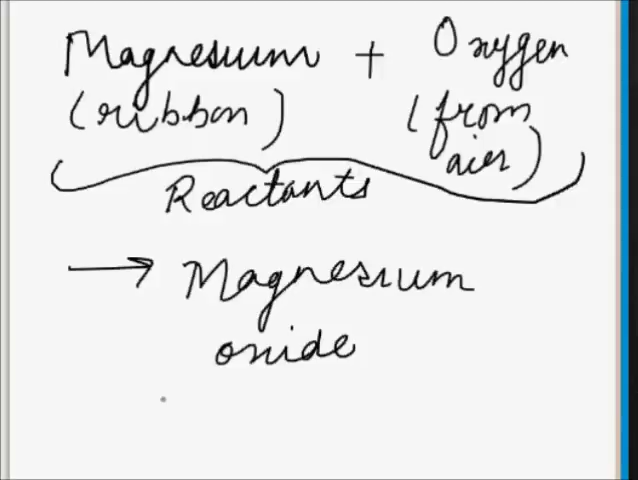 Magnesium + Oxygen
(ribbon) (from
air)
Reactants
→ Magnesium
oxide